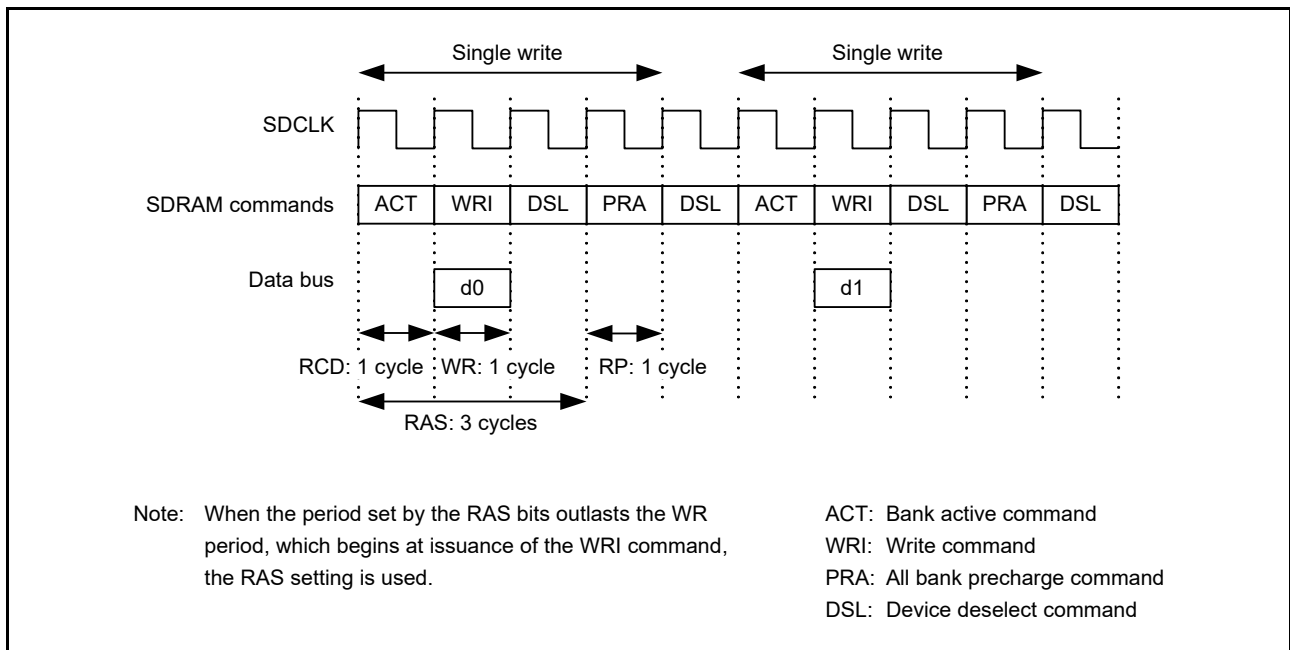 Single write Single write
SDCLK
SDRAM commands ACT WRI DSL PRA DSL ACT WRI DSL PRA DSL
Data bus d0 d1
RCD: 1 cycle WR: 1 cycle RP: 1 cycle
RAS: 3 cycles
Note: When the period set by the RAS bits outlasts the WR
period, which begins at issuance of the WRI command,
the RAS setting is used.
ACT: Bank active command
WRI: Write command
PRA: All bank precharge command
DSL: Device deselect command